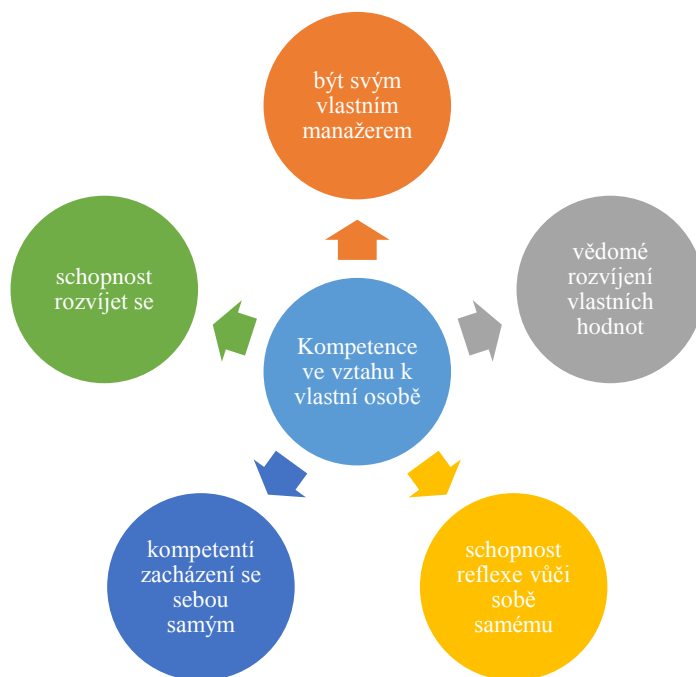 být svým
vlastním
manažerem
vědomé
rozvíjení
vlastních
hodnot
schopnost
rozvíjet se
Kompetence
ve vztahu k
vlastní osobě
kompetentí
zacházení se
sebou
samým
schopnost
reflexe vůči
sobě
samému